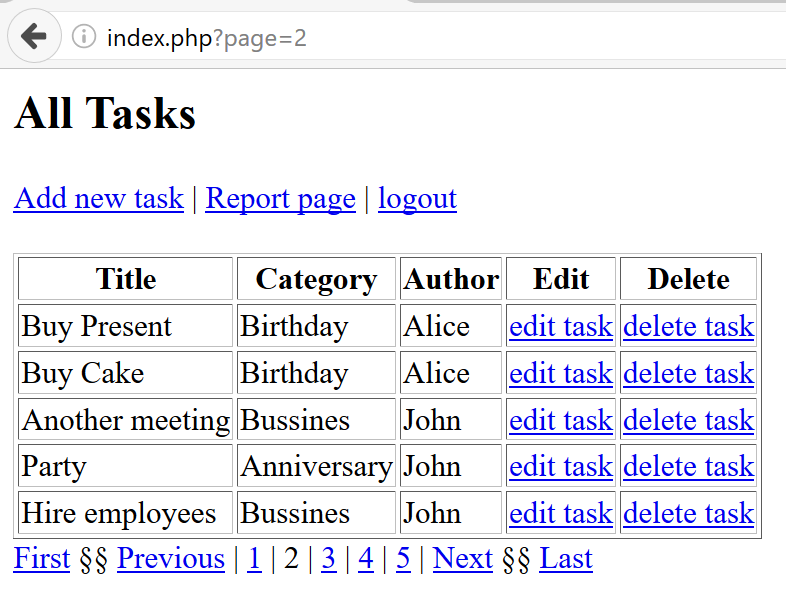 index.php?page=2
All Tasks
Add new task | Report page | logout
Title Category Author Edit Delete
Buy Present Birthday Alice edit task delete task
Buy Cake Birthday Alice edit task delete task
Another meeting Bussines John edit task delete task
Party Anniversary John edit task delete task
Hire employees Bussines John edit task delete task
First §§ Previous | 1 | 2 | 3 | 4 | 5 | Next §§ Last